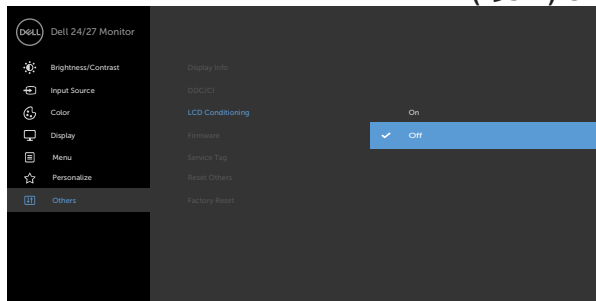 DELL
Dell 24/27 Monitor
Brightness/Contrast
Display Info
Input Source
DDC/CI
Color
LCD Conditioning
On
Display
Firmware
Off
Menu
Service Tag
Personalize
Reset Others
Others
Factory Reset